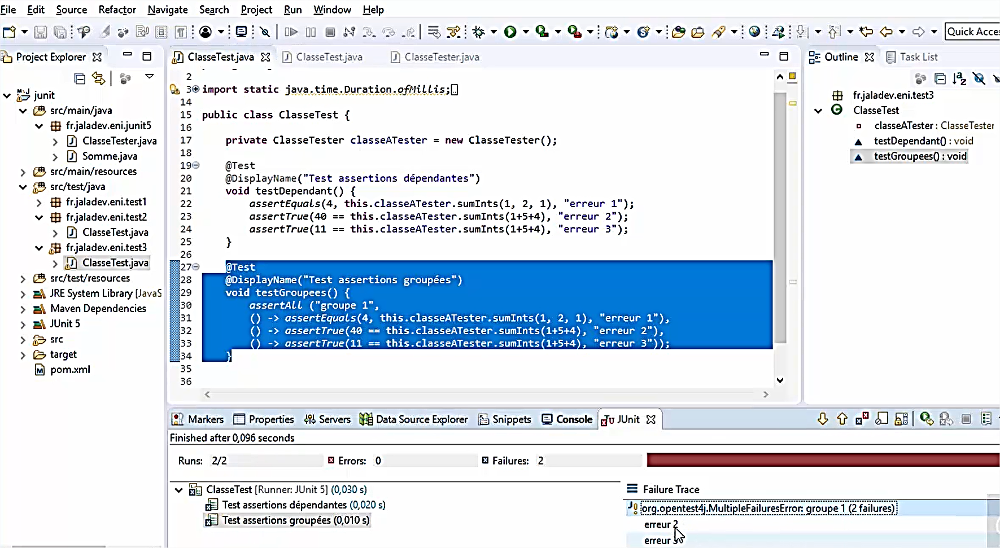 File Edit Source Refactor Navigate Search Project Run Window Help
Quick Acces
Project Explorer
junit
src/main/java
fr.jaladev.eni.junit5
ClasseTester.java
Somme.java
src/main/resources
src/test/java
fr.jaladev.eni.test1
fr.jaladev.eni.test2
ClasseTest.java
fr.jaladev.eni.test3
ClasseTest.java
src/test/resources
JRE System Library [JavaS
Maven Dependencies
JUnit 5
src
target
pom.xml
ClasseTest.java ClasseTest.java ClasseTester.java
2
3 import static java.time.Duration.ofMillis;
14
15 public class ClasseTest {
16
17 private ClasseTester classeATester = new ClasseTester();
18
19 @Test
20 @DisplayName("Test assertions dépendantes")
21 void testDependant() {
22 assertEquals(4, this.classeATester.sumInts(1, 2, 1), "erreur 1");
23 assertTrue(40 == this.classeATester.sumInts(1+5+4), "erreur 2");
24 assertTrue(11 == this.classeATester.sumInts(1+5+4), "erreur 3");
25 }
26
27 @Test
28 @DisplayName("Test assertions groupées")
29 void testGroupees() {
30 assertAll ("groupe 1",
31 () -> assertEquals(4, this.classeATester.sumInts(1, 2, 1), "erreur 1"),
32 () -> assertTrue(40 == this.classeATester.sumInts(1+5+4), "erreur 2"),
33 () -> assertTrue(11 == this.classeATester.sumInts(1+5+4), "erreur 3"));
34 }
35
36
Outline Task List
fr.jaladev.eni.test3
ClasseTest
classeATester : ClasseTester
testDependant() : void
testGroupees() : void
Markers Properties Servers Data Source Explorer Snippets Console JUnit
Finished after 0,096 seconds
Runs: 2/2 Errors: 0 Failures: 2
ClasseTest [Runner: JUnit 5] (0,030 s)
Test assertions dépendantes (0,020 s)
Test assertions groupées (0,010 s)
Failure Trace
org.opentest4j.MultipleFailuresError: groupe 1 (2 failures)
erreur 2
erreur